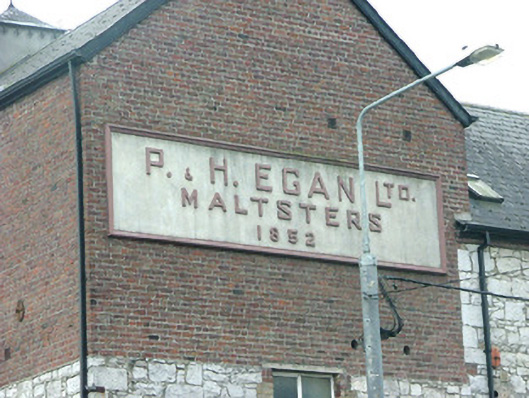 P. & H. EGAN LTD.
MALTSTERS
1852